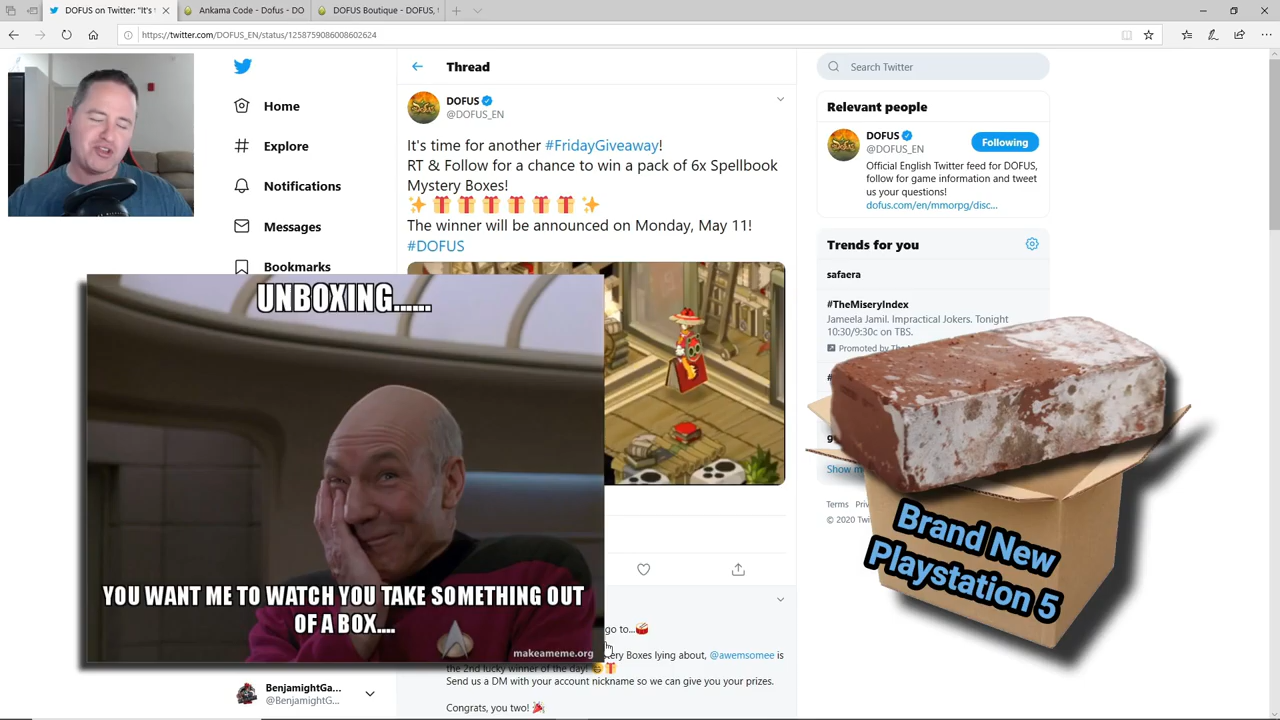 DOFUS on Twitter: "It's t
Ankama Code - Dofus - DO
DOFUS Boutique - DOFUS,
https://twitter.com/DOFUS_EN/status/1258759086008602624
Home
Explore
Notifications
Messages
Bookmarks
BenjamightGa...
@BenjamightG...
Thread
DOFUS
@DOFUS_EN
It's time for another #FridayGiveaway!
RT & Follow for a chance to win a pack of 6x Spellbook
Mystery Boxes!
✨🎁🎁🎁🎁🎁🎁✨
The winner will be announced on Monday, May 11!
#DOFUS
go to...🥁
ery Boxes lying about, @awemsomee is
the 2nd lucky winner of the day!
Send us a DM with your account nickname so we can give you your prizes.
Congrats, you two! 🎉
UNBOXING......
YOU WANT ME TO WATCH YOU TAKE SOMETHING OUT
OF A BOX....
makeameme.org
Search Twitter
Relevant people
DOFUS
@DOFUS_EN
Following
Official English Twitter feed for DOFUS,
follow for game information and tweet
us your questions!
dofus.com/en/mmorpg/disc...
Trends for you
safaera
#TheMiseryIndex
Jameela Jamil. Impractical Jokers. Tonight
10:30/9:30c on TBS.
Promoted by The
Show m
Terms
© 2020
Brand New
Playstation 5